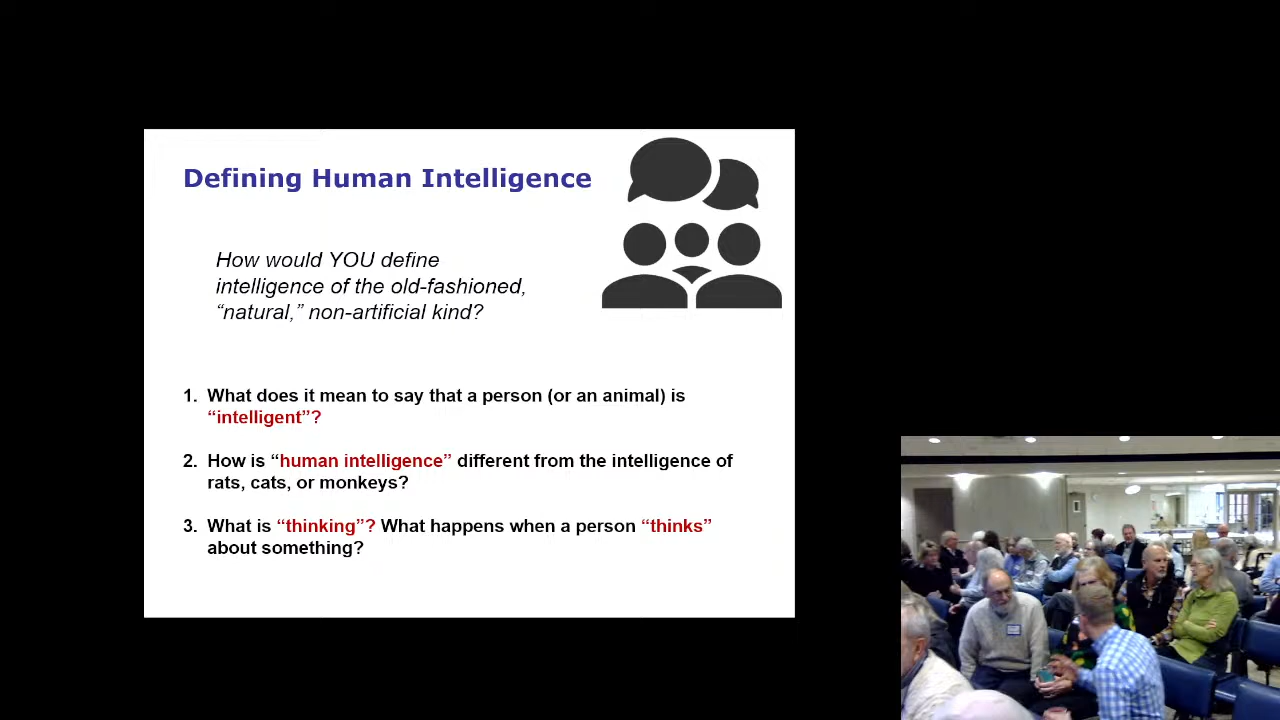 Defining Human Intelligence
How would YOU define
intelligence of the old-fashioned,
“natural,” non-artificial kind?
1. What does it mean to say that a person (or an animal) is
“intelligent”?
2. How is “human intelligence” different from the intelligence of
rats, cats, or monkeys?
3. What is “thinking”? What happens when a person “thinks”
about something?